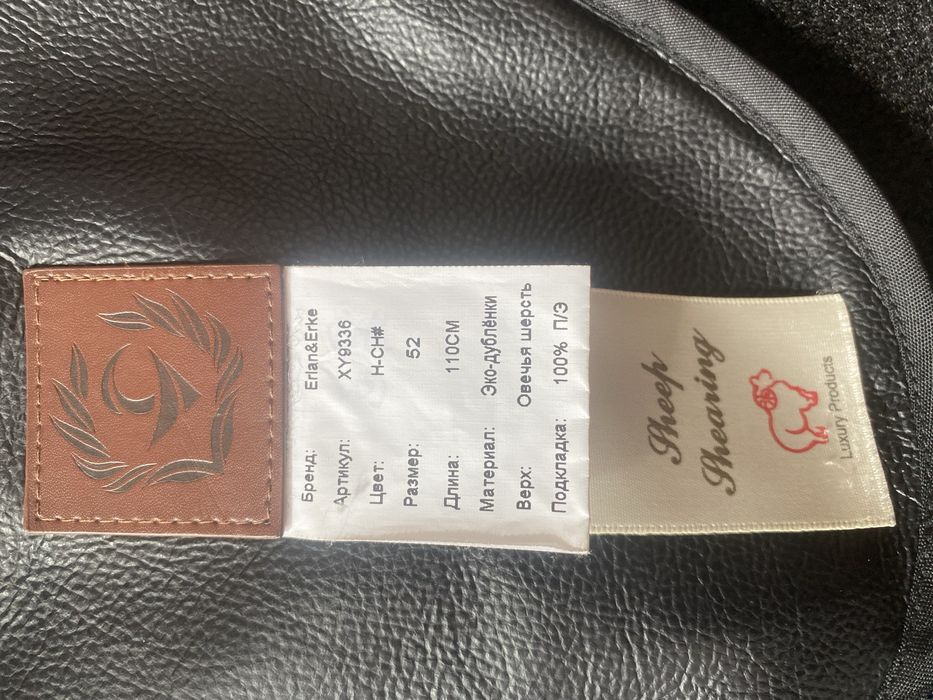 Бренд: Erlan&Erke
Артикул: XY9336
Цвет: H-CH#
Размер: 52
Длина: 110СМ
Материал: Эко-дублёнки
Верх: Овечья шерсть
Подкладка: 100% П/Э
Sheep
Shearing
Luxury Products